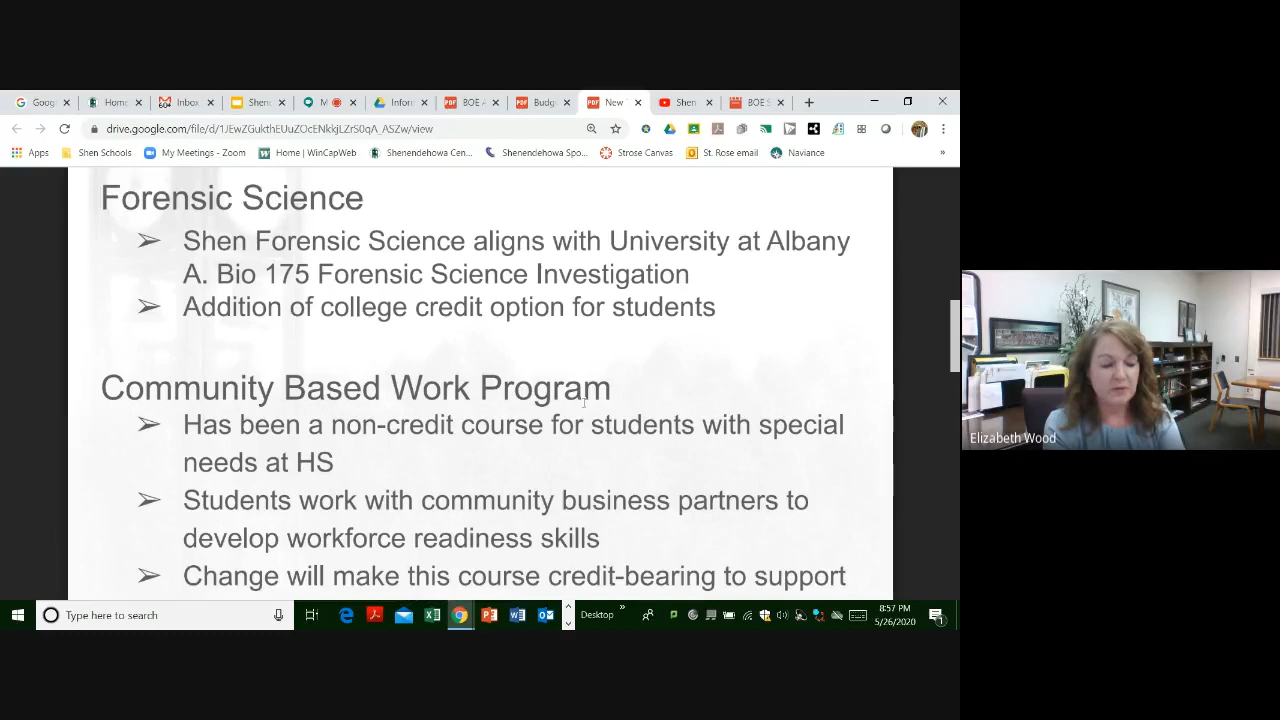 Goog
Home
Inbox
Shen
M
Infor
BOE A
Budg
New
Shen
BOE S
drive.google.com/file/d/
/view
Apps
Shen Schools
My Meetings - Zoom
Home | WinCapWeb
Shenendehowa Cen...
Shenendehowa Spo...
Strose Canvas
St. Rose email
Naviance
»
Forensic Science
➢ Shen Forensic Science aligns with University at Albany
A. Bio 175 Forensic Science Investigation
➢ Addition of college credit option for students
Community Based Work Program
➢ Has been a non-credit course for students with special
needs at HS
➢ Students work with community business partners to
develop workforce readiness skills
➢ Change will make this course credit-bearing to support
Elizabeth Wood
Type here to search
Desktop
»
8:57 PM
5/26/2020